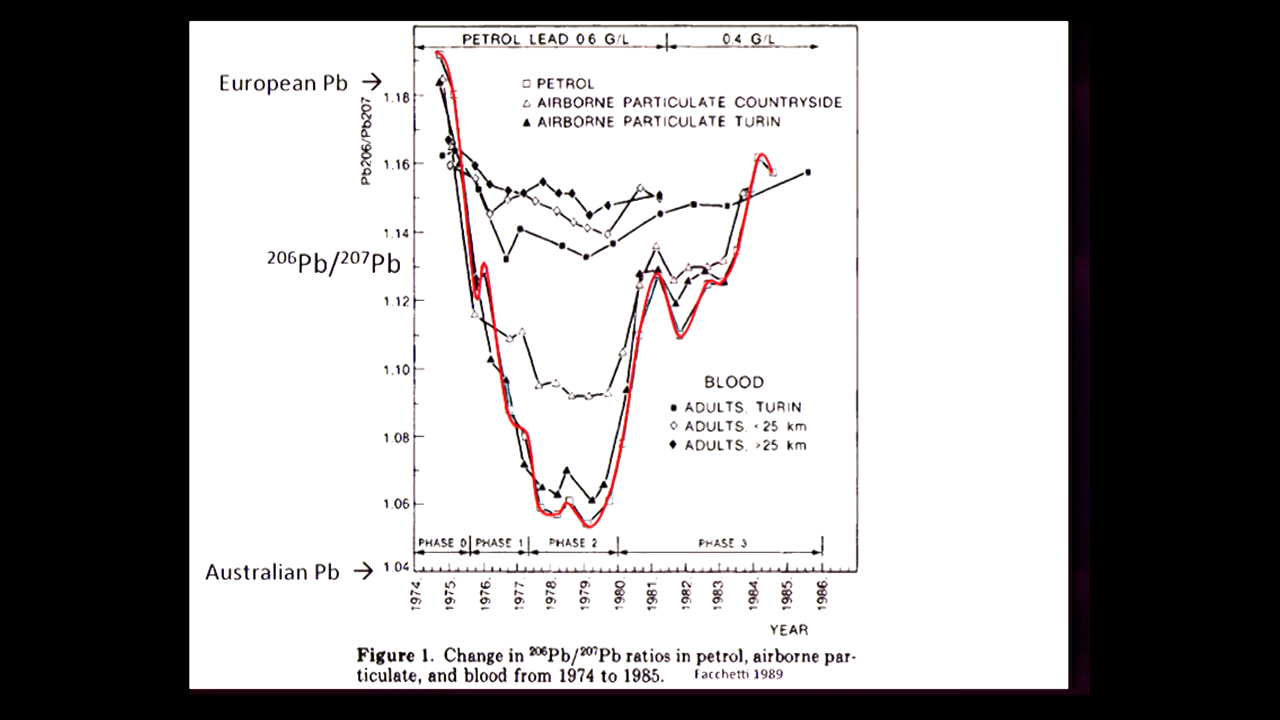 PETROL LEAD 0.6 G/L
0.4 G/L
European Pb →
PETROL
AIRBORNE PARTICULATE COUNTRYSIDE
AIRBORNE PARTICULATE TURIN
Pb206/Pb207
²⁰⁶Pb/²⁰⁷Pb
1.18
1.16
1.14
1.12
1.10
1.08
1.06
1.04
BLOOD
ADULTS, TURIN
ADULTS, <25 km
ADULTS, >25 km
PHASE 0
PHASE 1
PHASE 2
PHASE 3
Australian Pb →
1974.
1975.
1976.
1977.
1978.
1979.
1980.
1981.
1982.
1983.
1984.
1985.
1986.
YEAR
Figure 1. Change in ²⁰⁶Pb/²⁰⁷Pb ratios in petrol, airborne par-
ticulate, and blood from 1974 to 1985.
Facchetti 1989